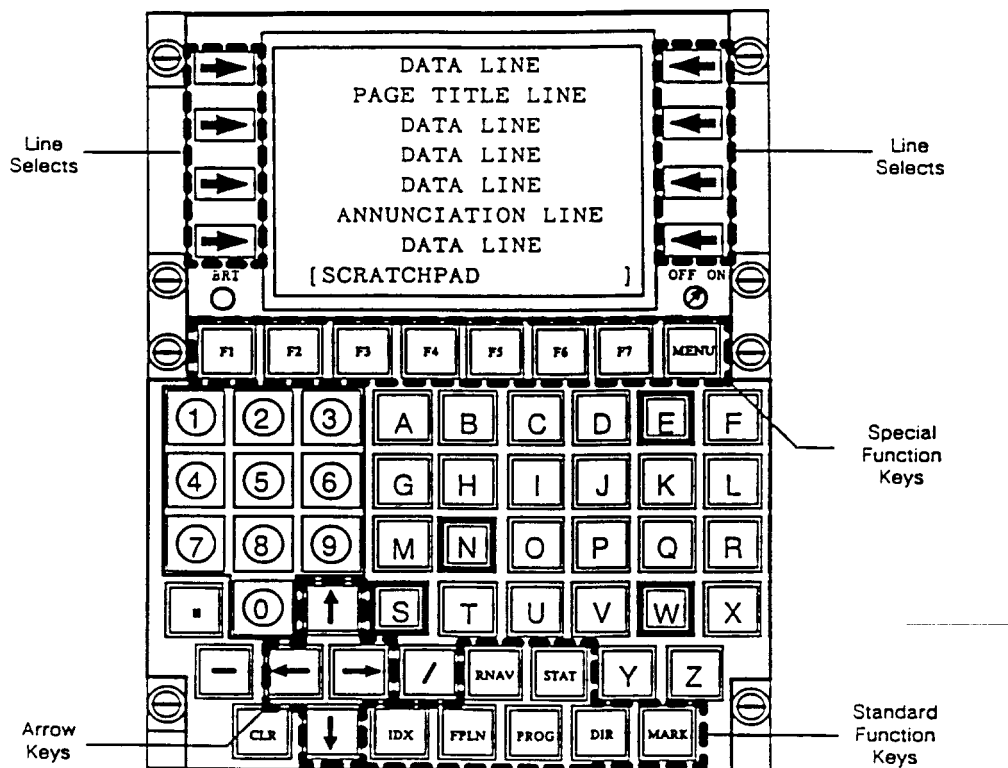 DATA LINE
PAGE TITLE LINE
DATA LINE
DATA LINE
DATA LINE
ANNUNCIATION LINE
DATA LINE
[SCRATCHPAD ]
Line
Selects
Line
Selects
BRT
OFF ON
F1 F2 F3 F4 F5 F6 F7 MENU
1 2 3 A B C D E F
Special
Function
Keys
4 5 6 G H I J K L
7 8 9 M N O P Q R
. 0 ↑ S T U V W X
- ← → / RNAV STAT Y Z
CLR ↓ IDX FPLN PROG DIR MARK
Arrow
Keys
Standard
Function
Keys